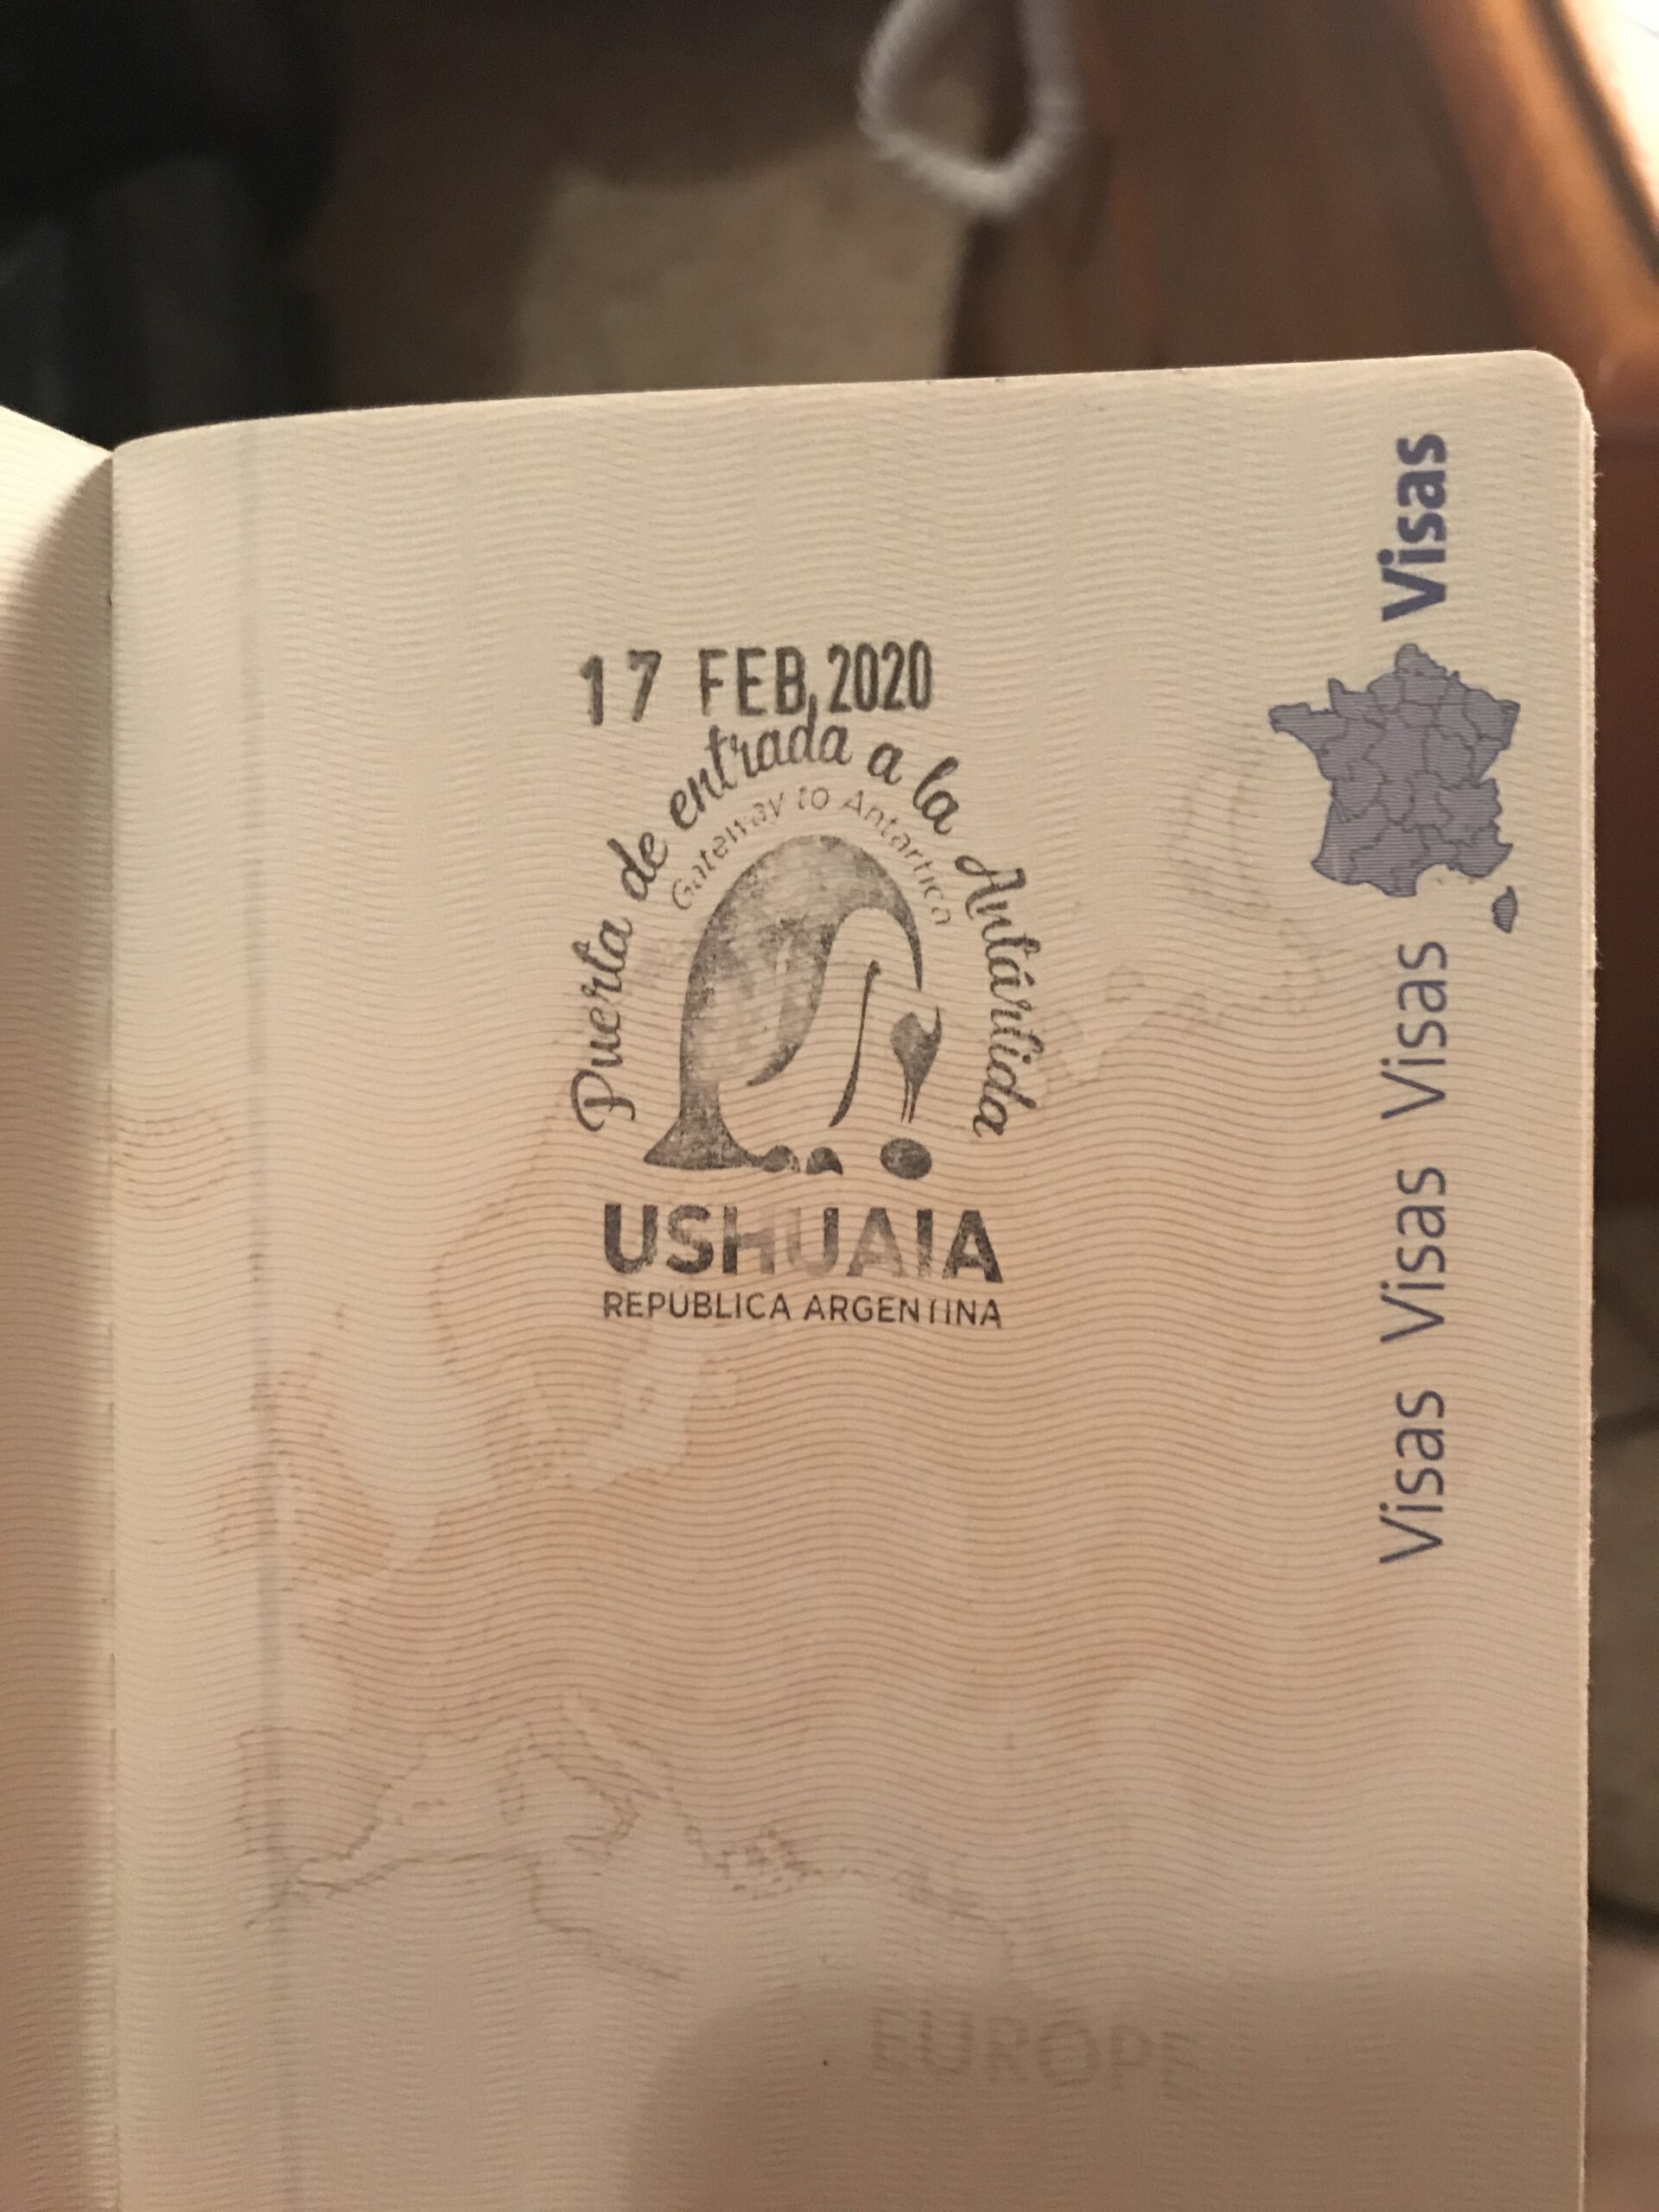 17 FEB. 2020
Puerta de entrada a la Antártida
Gateway to Antartica
USHUAIA
REPUBLICA ARGENTINA
Visas Visas Visas Visas
EUROPE